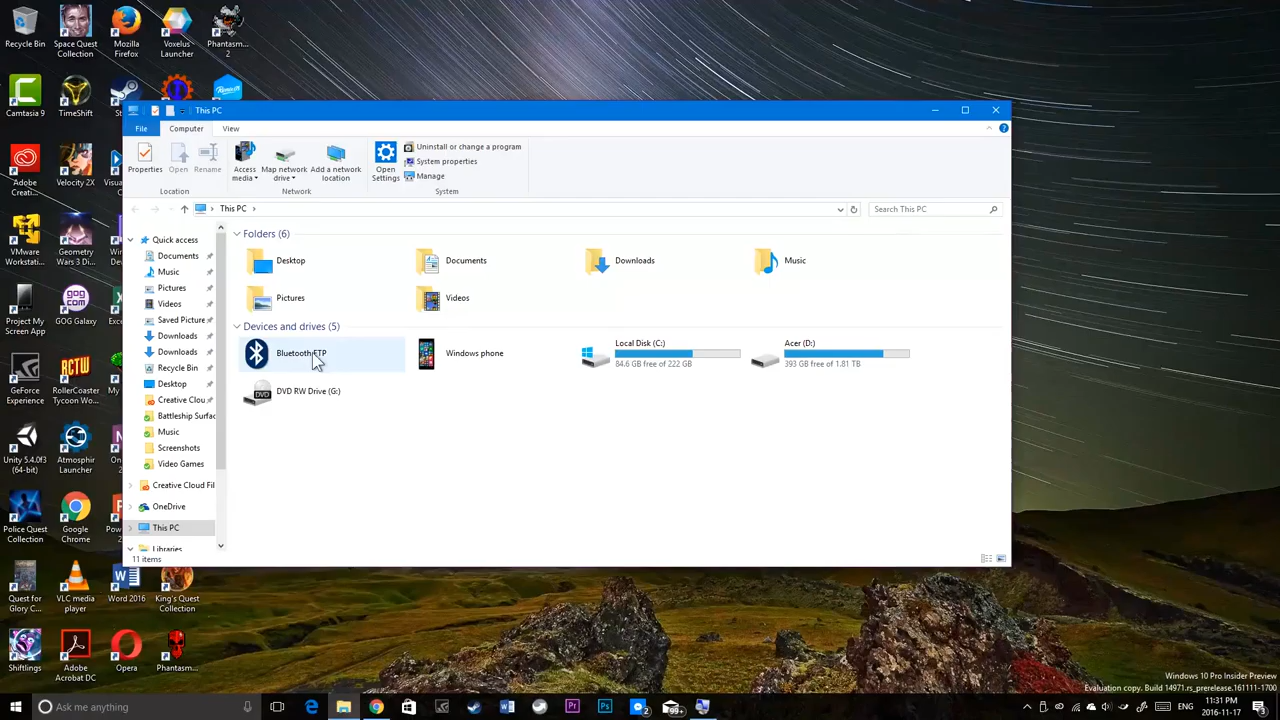 Recycle Bin
Space Quest Collection
Mozilla Firefox
Voxelus Launcher
Phantasm... 2
Camtasia 9
TimeShift
St
Adobe Creati...
Velocity 2X
Visua
VMware Workstati...
Geometry Wars 3 Di...
Win
Project My Screen App
GOG Galaxy
Exce
GeForce Experience
RollerCoaster Tycoon Wo...
Unity 5.4.0f3 (64-bit)
Atmosphir Launcher
Police Quest Collection
Google Chrome
Quest for Glory C...
VLC media player
Word 2016
King's Quest Collection
Shiftlings
Adobe Acrobat DC
Opera
Phantasm...
This PC
File
Computer
View
Properties
Open
Rename
Location
Access media
Map network drive
Add a network location
Network
Open Settings
Uninstall or change a program
System properties
Manage
System
This PC
Search This PC
Quick access
Documents
Music
Pictures
Videos
Saved Picture
Downloads
Downloads
Recycle Bin
Desktop
Creative Clou
Battleship Surfac
Music
Screenshots
Video Games
Creative Cloud Fil
OneDrive
This PC
Libraries
Folders (6)
Desktop
Documents
Downloads
Music
Pictures
Videos
Devices and drives (5)
Bluetooth FTP
Windows phone
Local Disk (C:)
84.6 GB free of 222 GB
Acer (D:)
393 GB free of 1.81 TB
DVD RW Drive (G:)
DVD
11 items
Windows 10 Pro Insider Preview
Evaluation copy. Build 14971.rs_prerelease.161111-1700
Ask me anything
2
99+
11:31 PM
2016-11-17